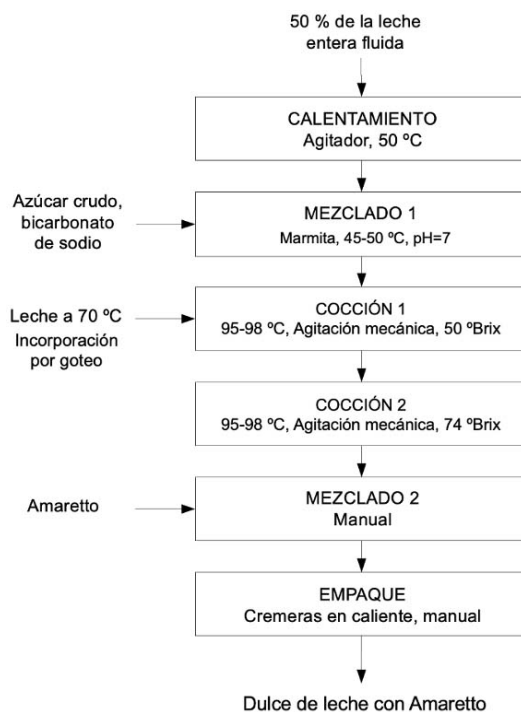 50 % de la leche
entera fluida
CALENTAMIENTO
Agitador, 50 ºC
Azúcar crudo,
bicarbonato
de sodio
MEZCLADO 1
Marmita, 45-50 ºC, pH=7
Leche a 70 ºC
Incorporación
por goteo
COCCIÓN 1
95-98 ºC, Agitación mecánica, 50 ºBrix
COCCIÓN 2
95-98 ºC, Agitación mecánica, 74 ºBrix
Amaretto
MEZCLADO 2
Manual
EMPAQUE
Cremeras en caliente, manual
Dulce de leche con Amaretto